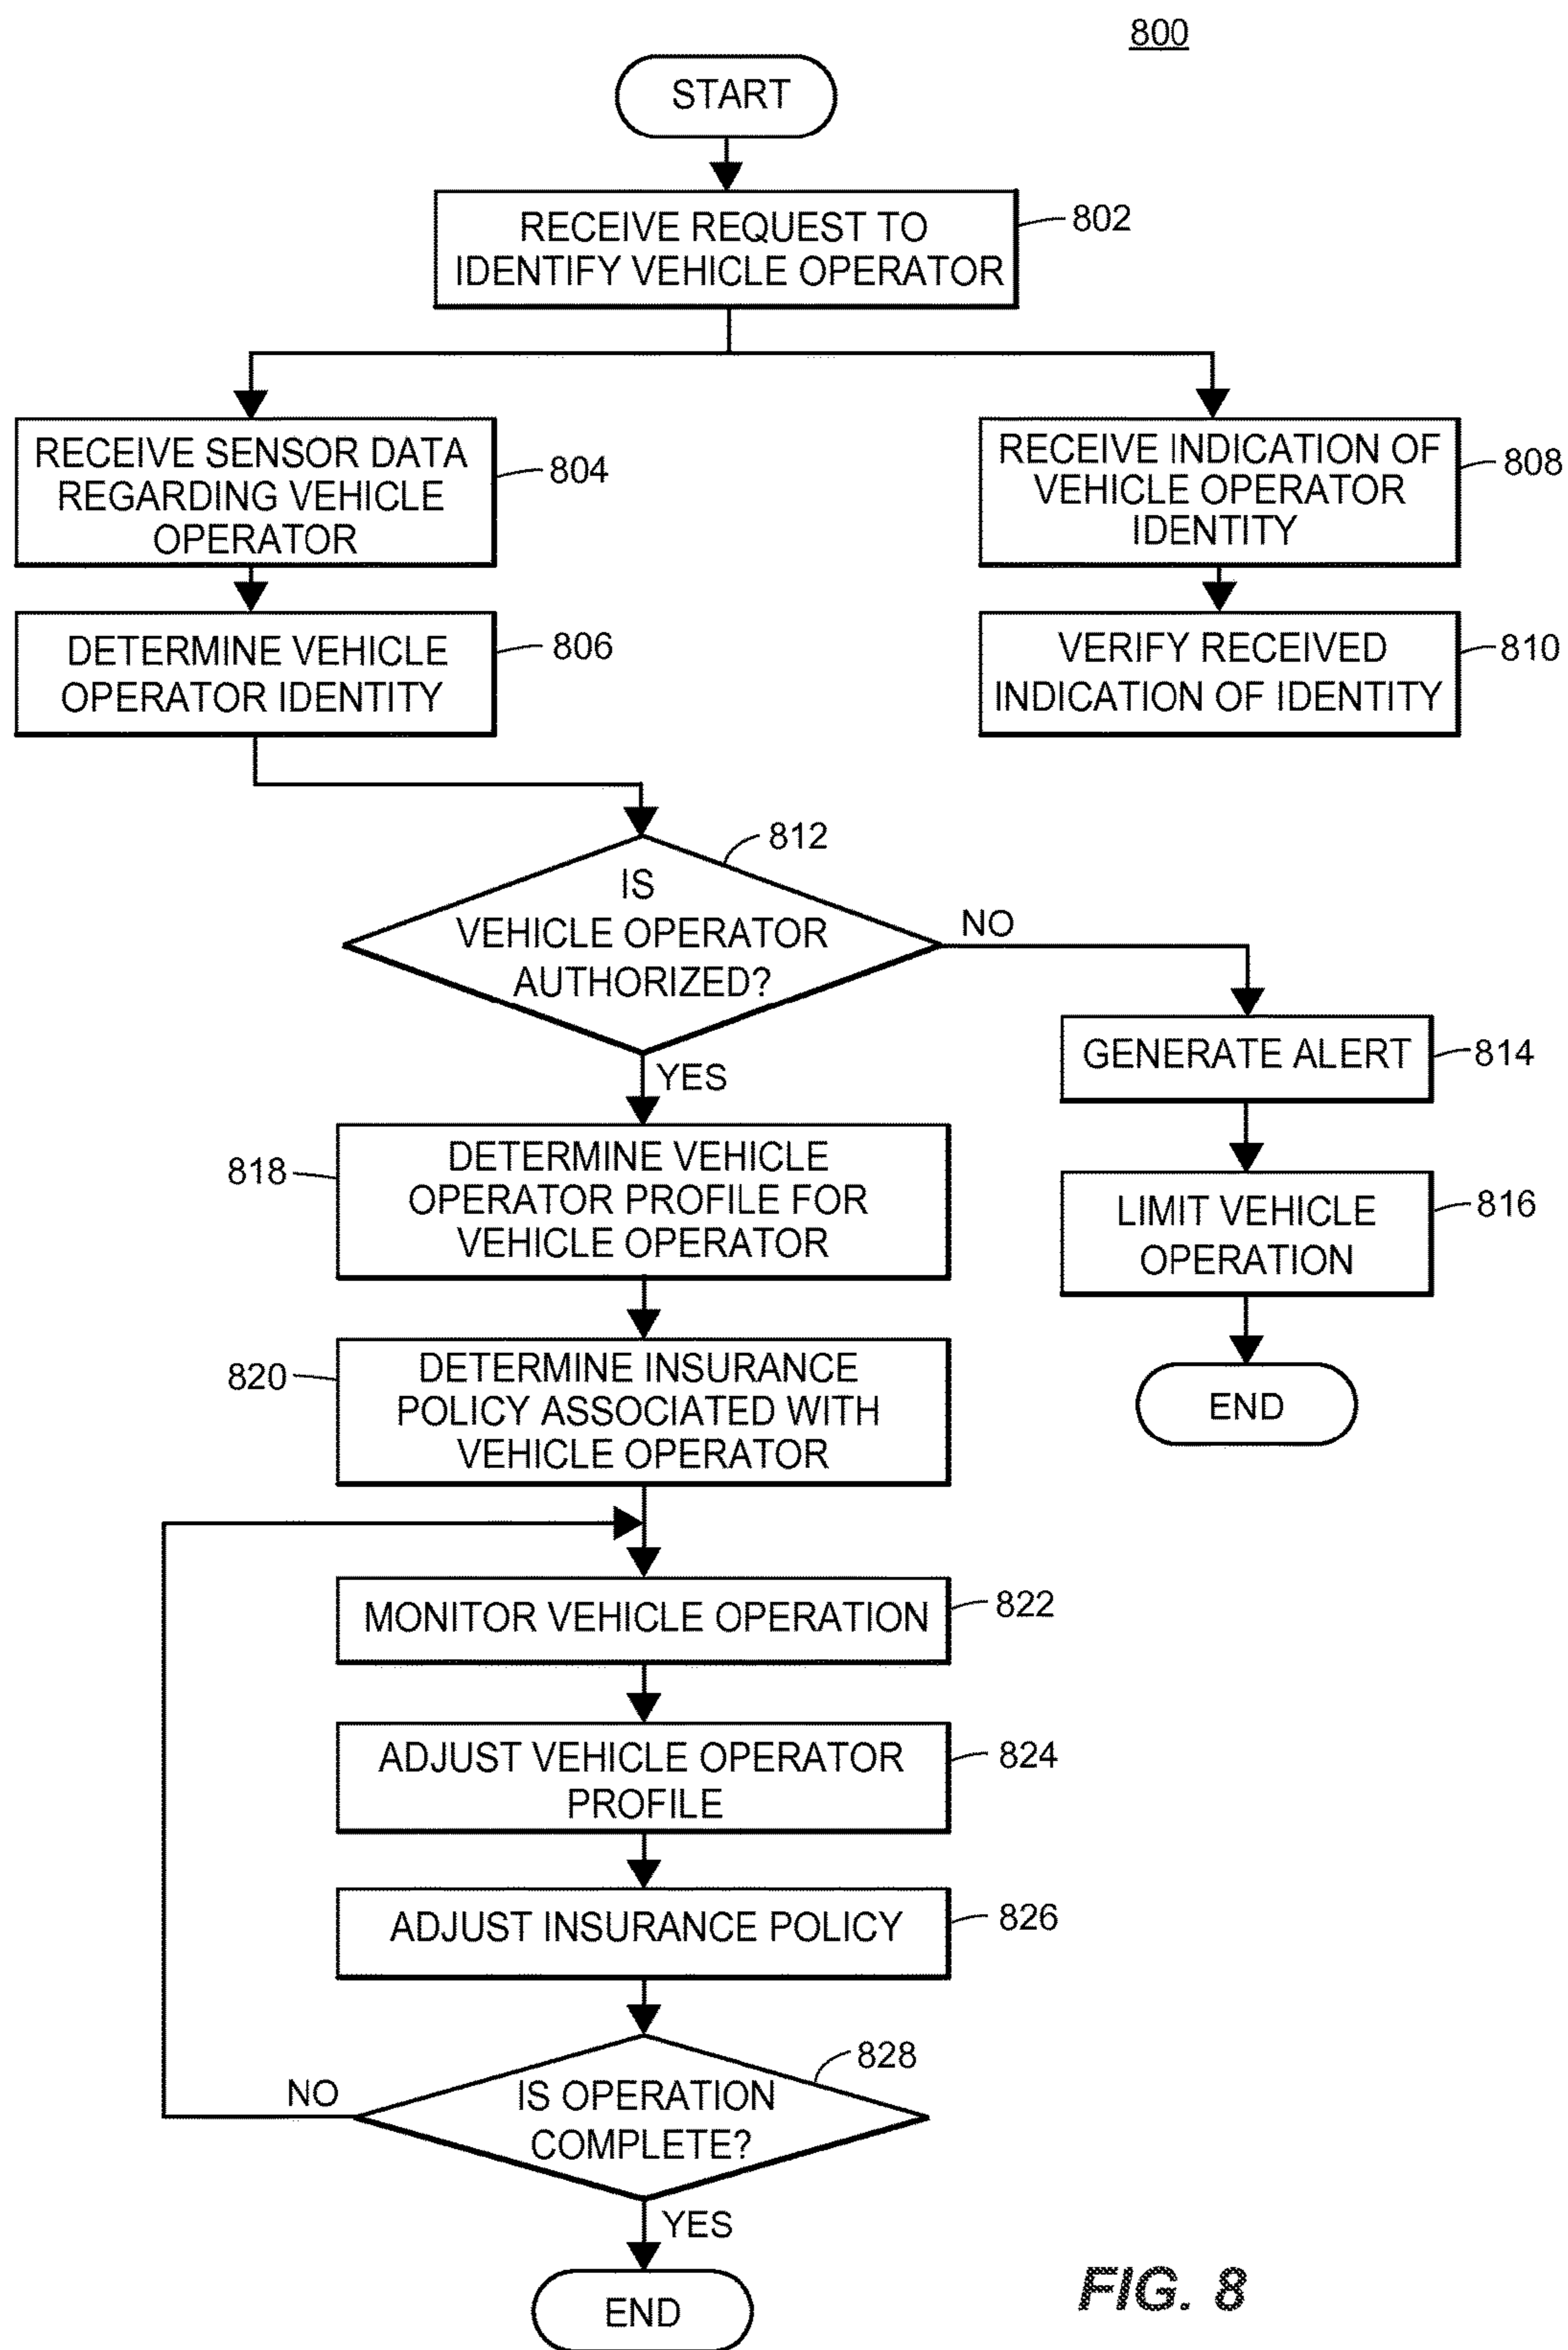 800
START
RECEIVE REQUEST TO
IDENTIFY VEHICLE OPERATOR
802
RECEIVE SENSOR DATA
REGARDING VEHICLE
OPERATOR
804
RECEIVE INDICATION OF
VEHICLE OPERATOR
IDENTITY
808
DETERMINE VEHICLE
OPERATOR IDENTITY
806
VERIFY RECEIVED
INDICATION OF IDENTITY
810
812
IS
VEHICLE OPERATOR
AUTHORIZED?
NO
YES
GENERATE ALERT
814
818
DETERMINE VEHICLE
OPERATOR PROFILE FOR
VEHICLE OPERATOR
LIMIT VEHICLE
OPERATION
816
820
DETERMINE INSURANCE
POLICY ASSOCIATED WITH
VEHICLE OPERATOR
END
MONITOR VEHICLE OPERATION
822
ADJUST VEHICLE OPERATOR
PROFILE
824
ADJUST INSURANCE POLICY
826
828
NO
IS OPERATION
COMPLETE?
YES
END
FIG. 8